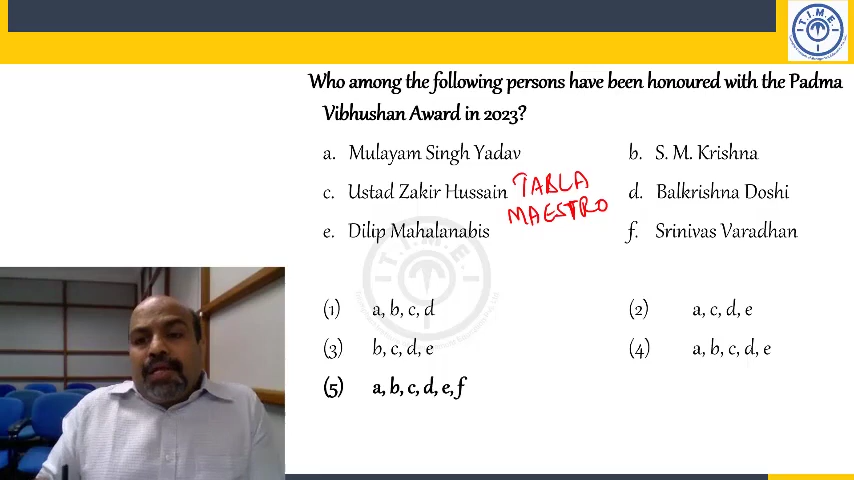 T.I.M.E.
Who among the following persons have been honoured with the Padma
Vibhushan Award in 2023?
a. Mulayam Singh Yadav
b. S. M. Krishna
c. Ustad Zakir Hussain TABLA MAESTRO
d. Balkrishna Doshi
e. Dilip Mahalanabis
f. Srinivas Varadhan
T.I.M.E.
(1) a, b, c, d
(2) a, c, d, e
(3) b, c, d, e
(4) a, b, c, d, e
(5) a, b, c, d, e, f